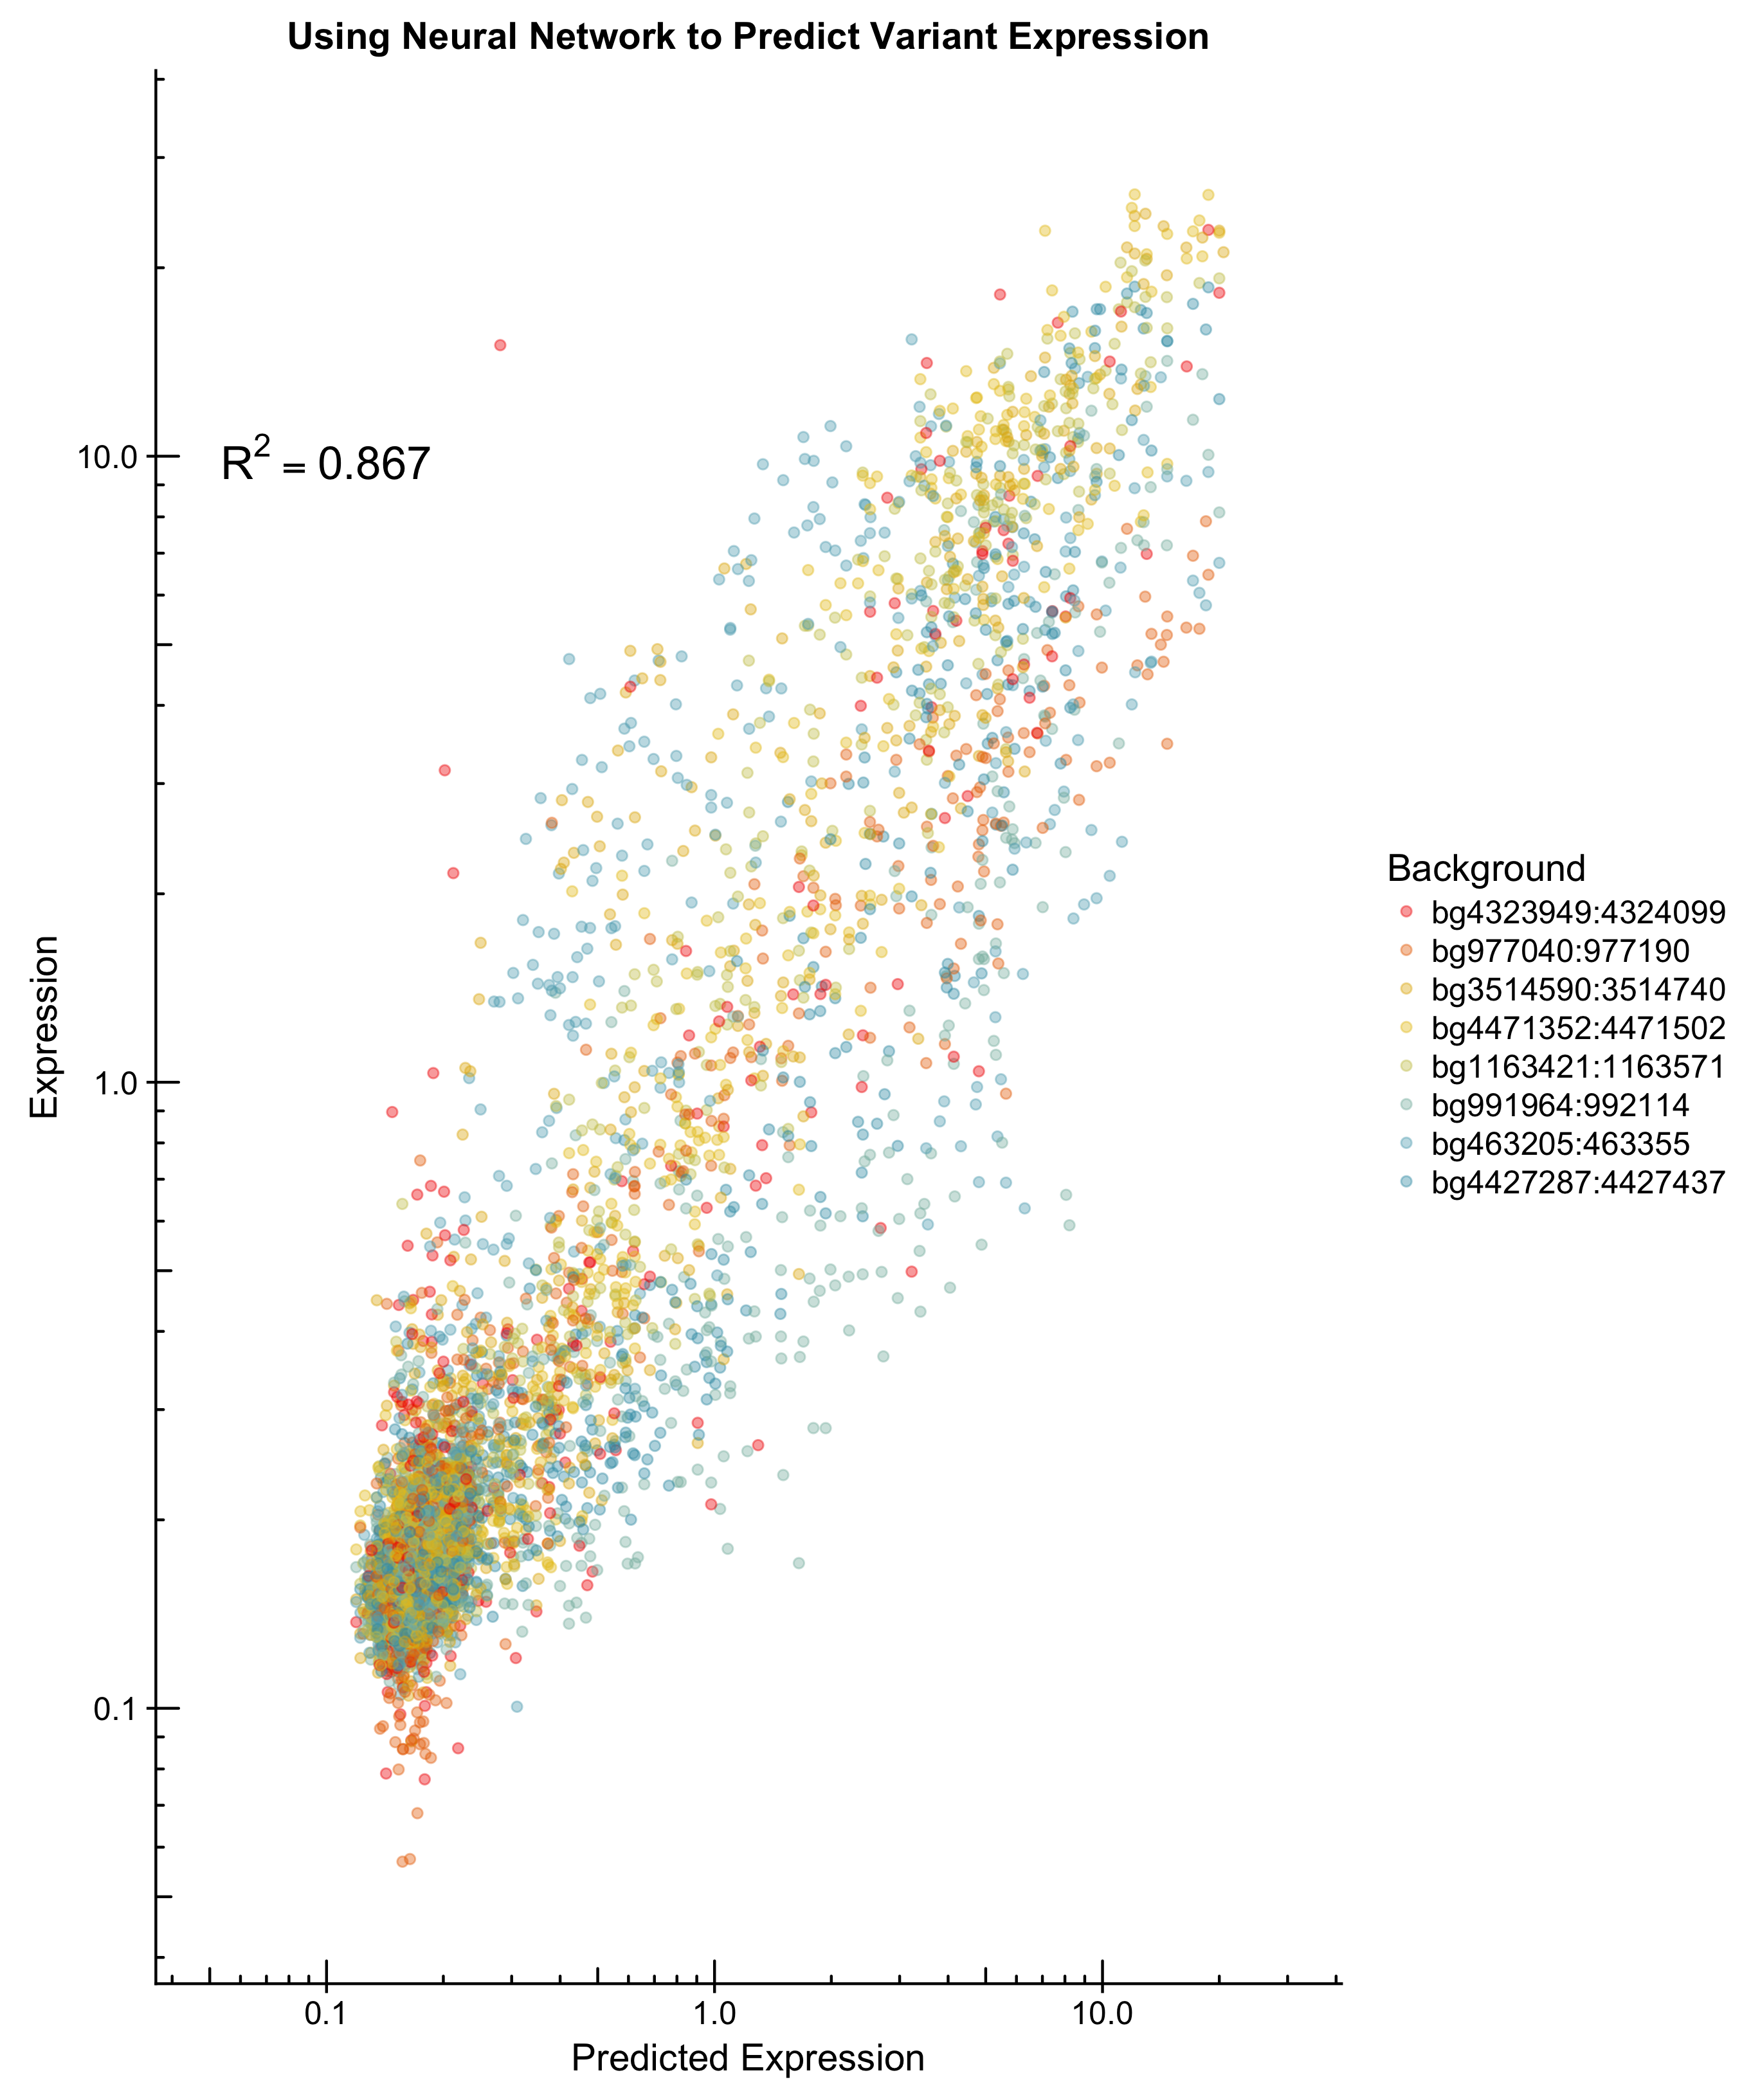 Using Neural Network to Predict Variant Expression
R² = 0.867
Expression
10.0
1.0
0.1
0.1
1.0
10.0
Predicted Expression
Background
bg4323949:4324099
bg977040:977190
bg3514590:3514740
bg4471352:4471502
bg1163421:1163571
bg991964:992114
bg463205:463355
bg4427287:4427437